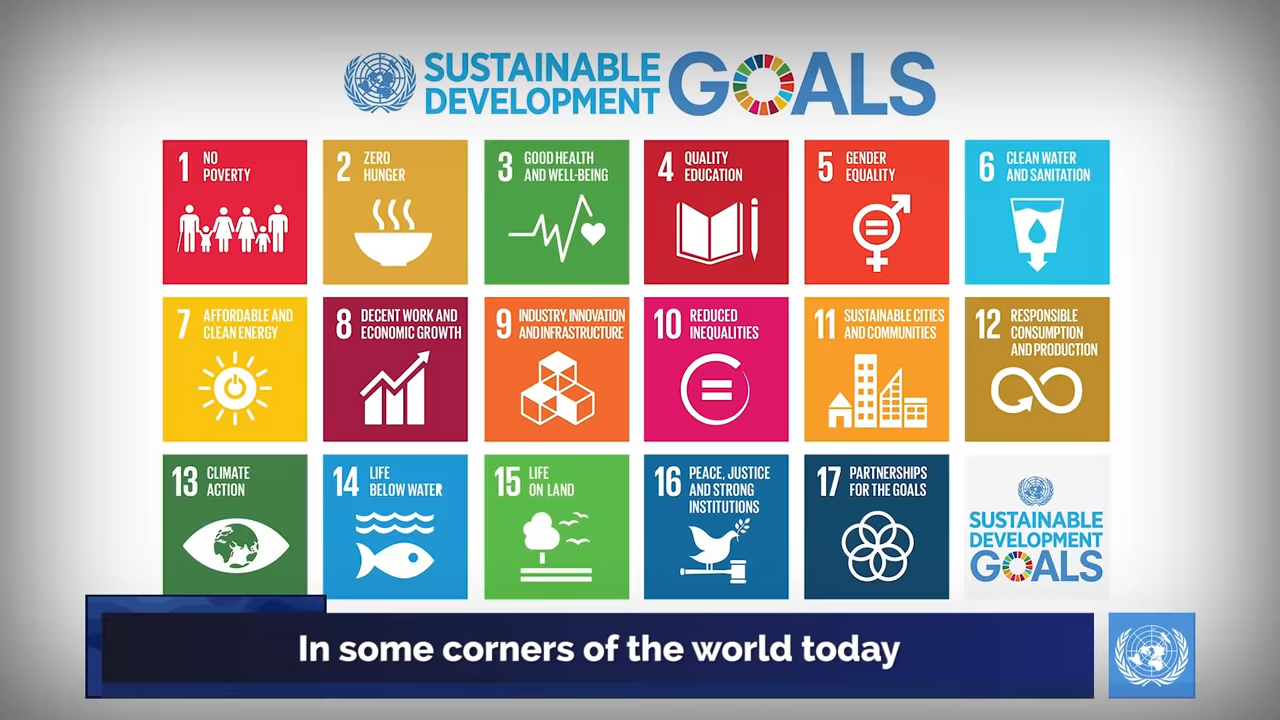 SUSTAINABLE
DEVELOPMENT
GOALS
1 NO
POVERTY
2 ZERO
HUNGER
3 GOOD HEALTH
AND WELL-BEING
4 QUALITY
EDUCATION
5 GENDER
EQUALITY
6 CLEAN WATER
AND SANITATION
7 AFFORDABLE AND
CLEAN ENERGY
8 DECENT WORK AND
ECONOMIC GROWTH
9 INDUSTRY, INNOVATION
AND INFRASTRUCTURE
10 REDUCED
INEQUALITIES
11 SUSTAINABLE CITIES
AND COMMUNITIES
12 RESPONSIBLE
CONSUMPTION
AND PRODUCTION
13 CLIMATE
ACTION
14 LIFE
BELOW WATER
15 LIFE
ON LAND
16 PEACE, JUSTICE
AND STRONG
INSTITUTIONS
17 PARTNERSHIPS
FOR THE GOALS
SUSTAINABLE
DEVELOPMENT
GOALS
In some corners of the world today